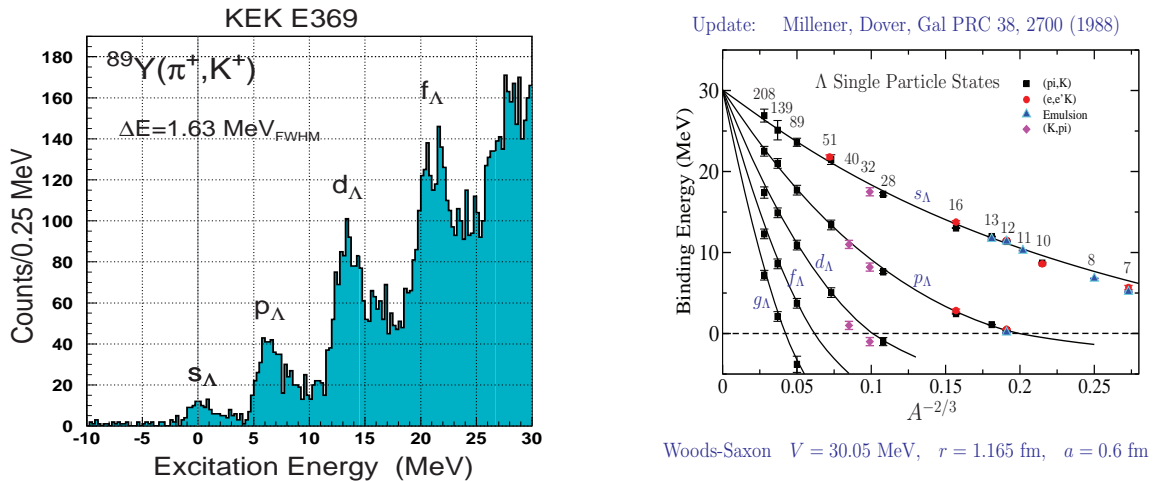 KEK E369
⁸⁹Y(π⁺,K⁺)
ΔE=1.63 MeV_FWHM
s_Λ
p_Λ
d_Λ
f_Λ
Counts/0.25 MeV
180
160
140
120
100
80
60
40
20
0
-10 -5 0 5 10 15 20 25 30
Excitation Energy (MeV)
Update: Millener, Dover, Gal PRC 38, 2700 (1988)
Λ Single Particle States
(pi,K)
(e,e'K)
Emulsion
(K,pi)
208
139
89
51
40
32
28
16
13
12
11
10
8
7
s_Λ
p_Λ
d_Λ
f_Λ
g_Λ
Binding Energy (MeV)
30
20
10
0
0 0.05 0.1 0.15 0.2 0.25
A^{-2/3}
Woods-Saxon V = 30.05 MeV, r = 1.165 fm, a = 0.6 fm